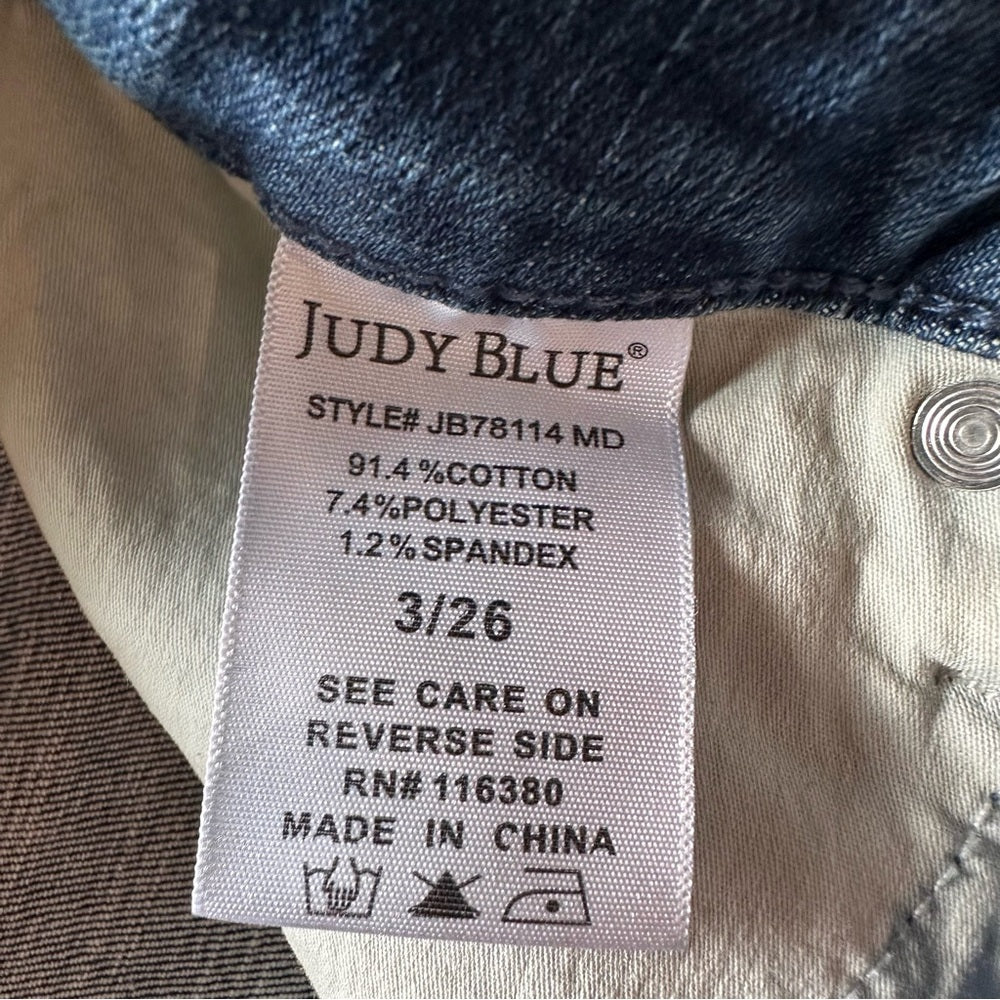 JUDY BLUE®
STYLE# JB78114 MD
91.4%COTTON
7.4%POLYESTER
1.2%SPANDEX
3/26
SEE CARE ON
REVERSE SIDE
RN# 116380
MADE IN CHINA